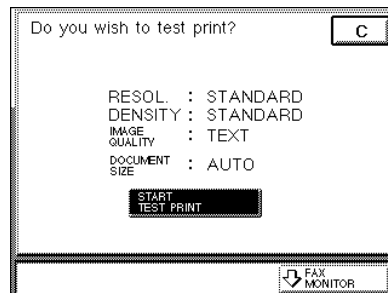 Do you wish to test print?
C
RESOL. : STANDARD
DENSITY : STANDARD
IMAGE QUALITY : TEXT
DOCUMENT SIZE : AUTO
START
TEST PRINT
FAX
MONITOR